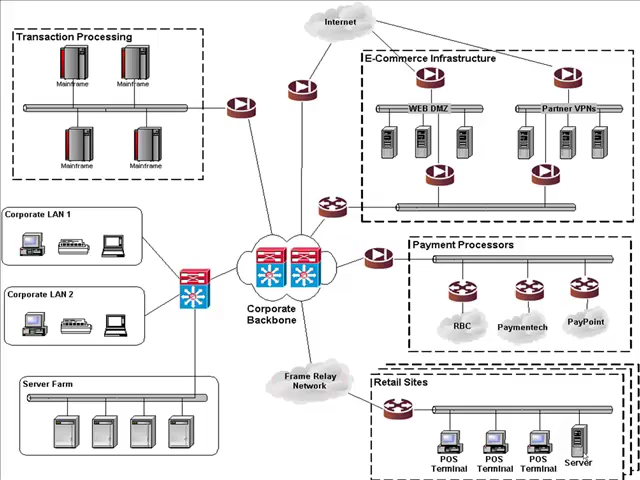 Internet
Transaction Processing
Mainframe
Mainframe
Mainframe
Mainframe
E-Commerce Infrastructure
WEB DMZ
Partner VPNs
Corporate LAN 1
Corporate LAN 2
Corporate
Backbone
Payment Processors
RBC
Paymentech
PayPoint
Server Farm
Frame Relay
Network
Retail Sites
POS
Terminal
POS
Terminal
POS
Terminal
Server